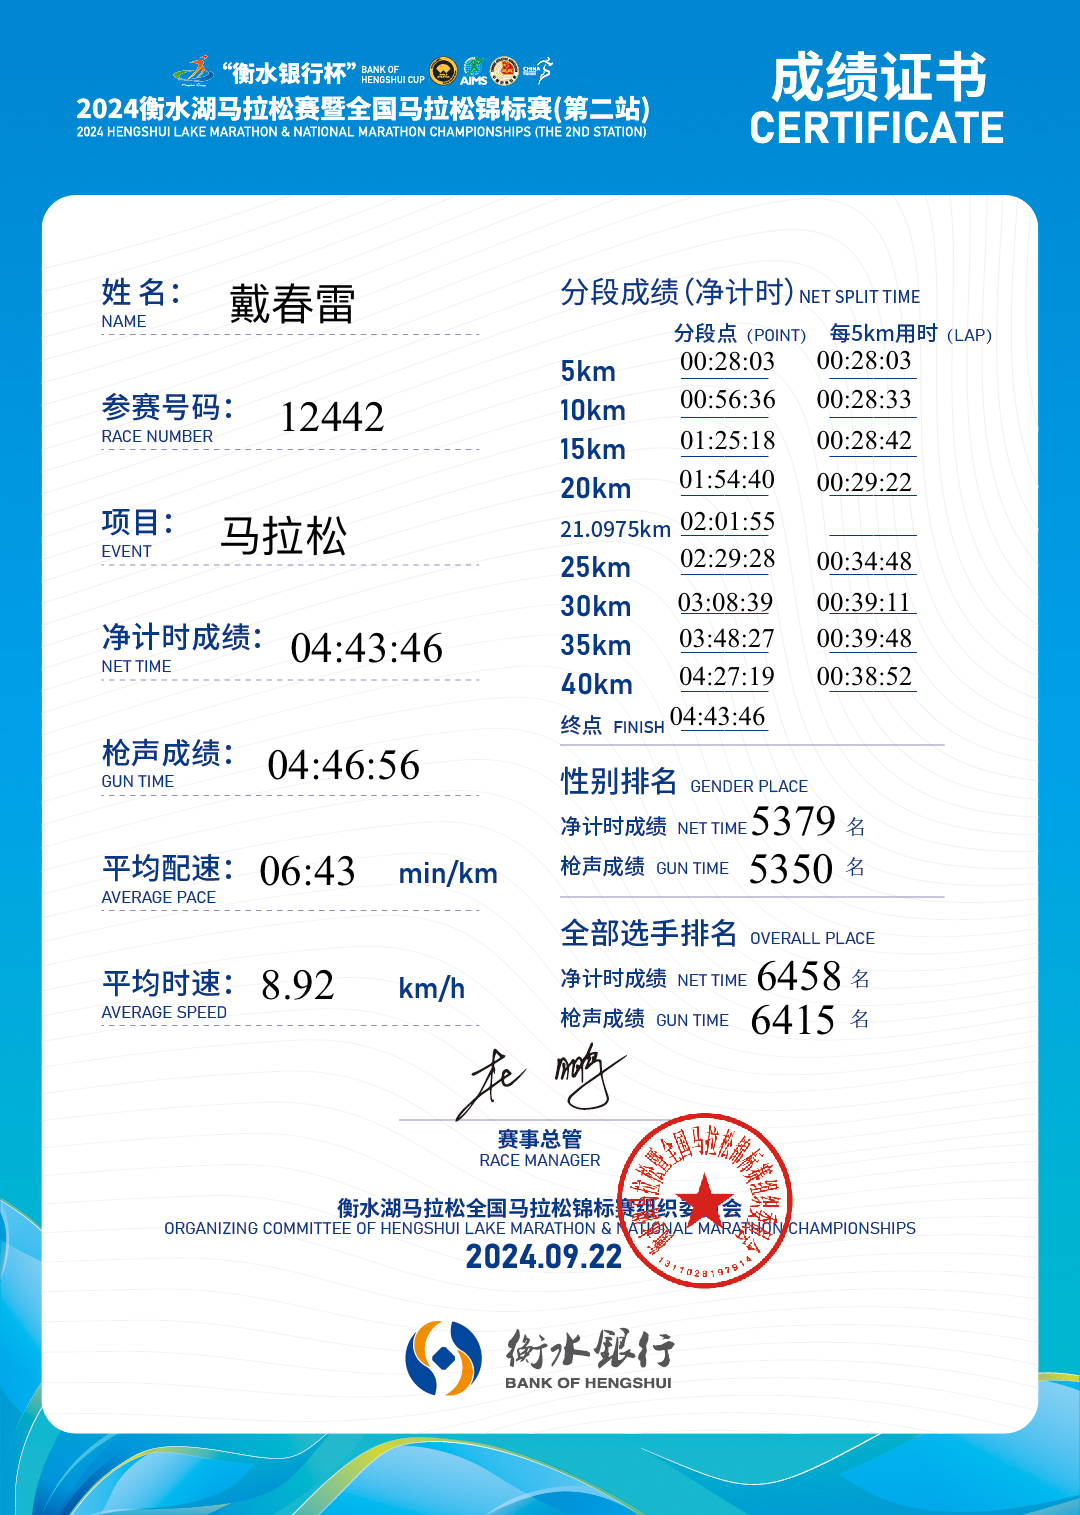 “衡水银行杯” BANK OF HENGSHUI CUP AIMS
2024衡水湖马拉松赛暨全国马拉松锦标赛(第二站)
2024 HENGSHUI LAKE MARATHON & NATIONAL MARATHON CHAMPIONSHIPS (THE 2ND STATION)
成绩证书
CERTIFICATE
姓 名： 戴春雷
NAME
参赛号码： 12442
RACE NUMBER
项目： 马拉松
EVENT
净计时成绩： 04:43:46
NET TIME
枪声成绩： 04:46:56
GUN TIME
平均配速： 06:43 min/km
AVERAGE PACE
平均时速： 8.92 km/h
AVERAGE SPEED
分段成绩（净计时）NET SPLIT TIME
分段点（POINT） 每5km用时（LAP）
5km 00:28:03 00:28:03
10km 00:56:36 00:28:33
15km 01:25:18 00:28:42
20km 01:54:40 00:29:22
21.0975km 02:01:55
25km 02:29:28 00:34:48
30km 03:08:39 00:39:11
35km 03:48:27 00:39:48
40km 04:27:19 00:38:52
终点 FINISH 04:43:46
性别排名 GENDER PLACE
净计时成绩 NET TIME 5379 名
枪声成绩 GUN TIME 5350 名
全部选手排名 OVERALL PLACE
净计时成绩 NET TIME 6458 名
枪声成绩 GUN TIME 6415 名
赛事总管
RACE MANAGER
衡水湖马拉松全国马拉松锦标赛组织委员会
ORGANIZING COMMITTEE OF HENGSHUI LAKE MARATHON & NATIONAL MARATHON CHAMPIONSHIPS
2024.09.22
1311028197914
衡水银行
BANK OF HENGSHUI